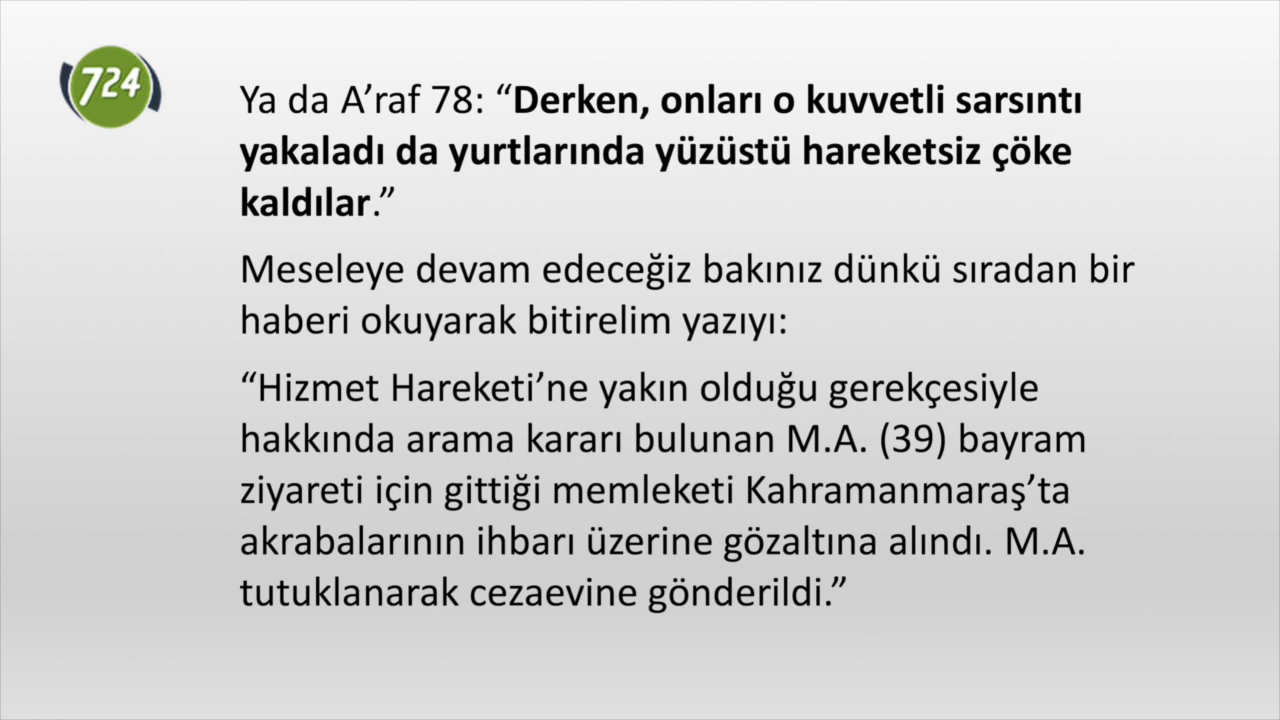 724
Ya da A’raf 78: “Derken, onları o kuvvetli sarsıntı
yakaladı da yurtlarında yüzüstü hareketsiz çöke
kaldılar.”
Meseleye devam edeceğiz bakınız dünkü sıradan bir
haberi okuyarak bitirelim yazıyı:
“Hizmet Hareketi’ne yakın olduğu gerekçesiyle
hakkında arama kararı bulunan M.A. (39) bayram
ziyareti için gittiği memleketi Kahramanmaraş’ta
akrabalarının ihbarı üzerine gözaltına alındı. M.A.
tutuklanarak cezaevine gönderildi.”